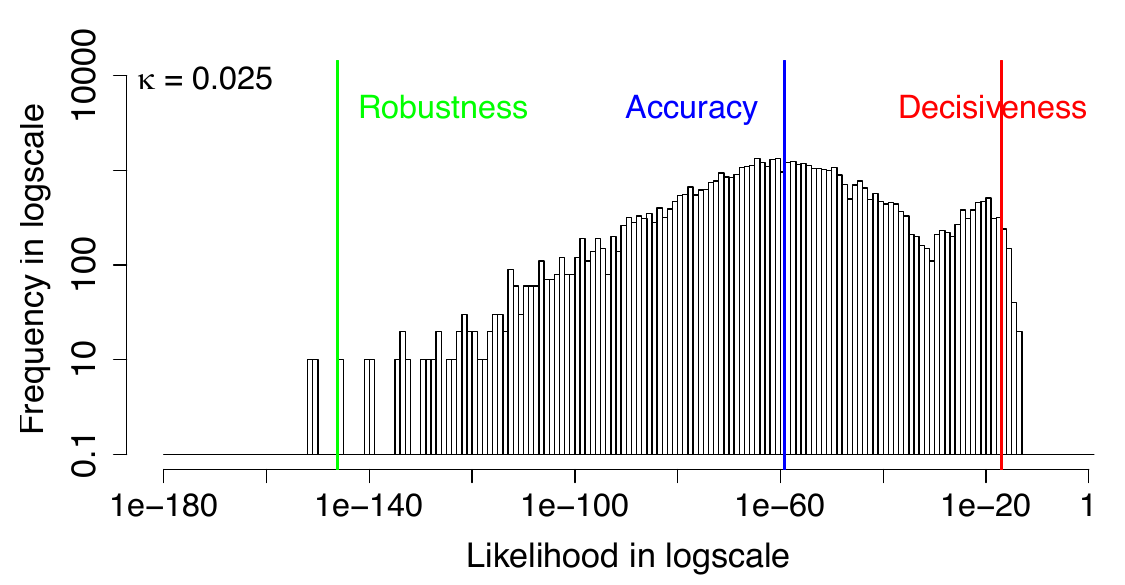 κ = 0.025
Robustness
Accuracy
Decisiveness
Frequency in logscale
10000
100
10
0.1
1e−180
1e−140
1e−100
1e−60
1e−20
1
Likelihood in logscale